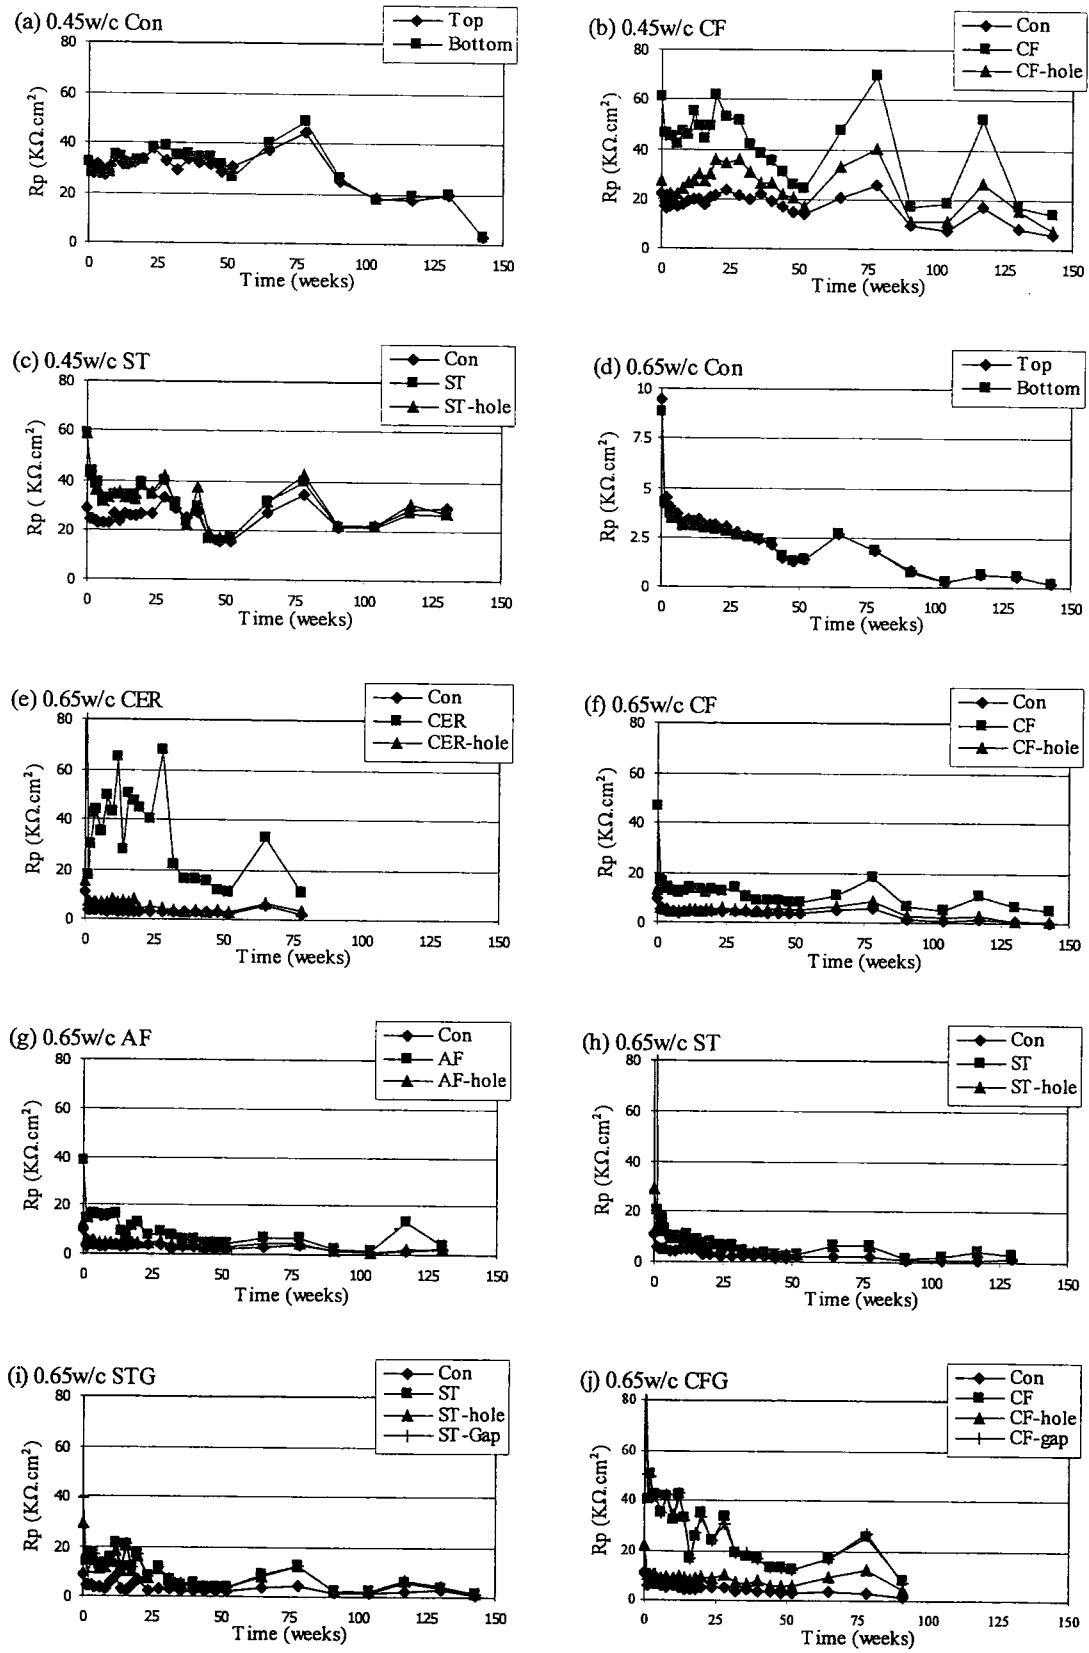 (a) 0.45w/c Con
Top
Bottom
80
60
40
20
0
Rp (KΩ.cm²)
0 25 50 75 100 125 150
Time (weeks)
(b) 0.45w/c CF
Con
CF
CF-hole
80
60
40
20
0
Rp (KΩ.cm²)
0 25 50 75 100 125 150
Time (weeks)
(c) 0.45w/c ST
Con
ST
ST-hole
80
60
40
20
0
Rp ( KΩ.cm²)
0 25 50 75 100 125 150
Time (weeks)
(d) 0.65w/c Con
Top
Bottom
10
7.5
5
2.5
0
Rp (KΩ.cm²)
0 25 50 75 100 125 150
Time (weeks)
(e) 0.65w/c CER
Con
CER
CER-hole
80
60
40
20
0
Rp (KΩ.cm²)
0 25 50 75 100 125 150
Time (weeks)
(f) 0.65w/c CF
Con
CF
CF-hole
80
60
40
20
0
Rp (KΩ.cm²)
0 25 50 75 100 125 150
Time (weeks)
(g) 0.65w/c AF
Con
AF
AF-hole
80
60
40
20
0
Rp (KΩ.cm²)
0 25 50 75 100 125 150
Time (weeks)
(h) 0.65w/c ST
Con
ST
ST-hole
80
60
40
20
0
Rp (KΩ.cm²)
0 25 50 75 100 125 150
Time (weeks)
(i) 0.65w/c STG
Con
ST
ST-hole
ST-Gap
80
60
40
20
0
Rp (KΩ.cm²)
0 25 50 75 100 125 150
Time (weeks)
(j) 0.65w/c CFG
Con
CF
CF-hole
CF-gap
80
60
40
20
0
Rp (KΩ.cm²)
0 25 50 75 100 125 150
Time (weeks)